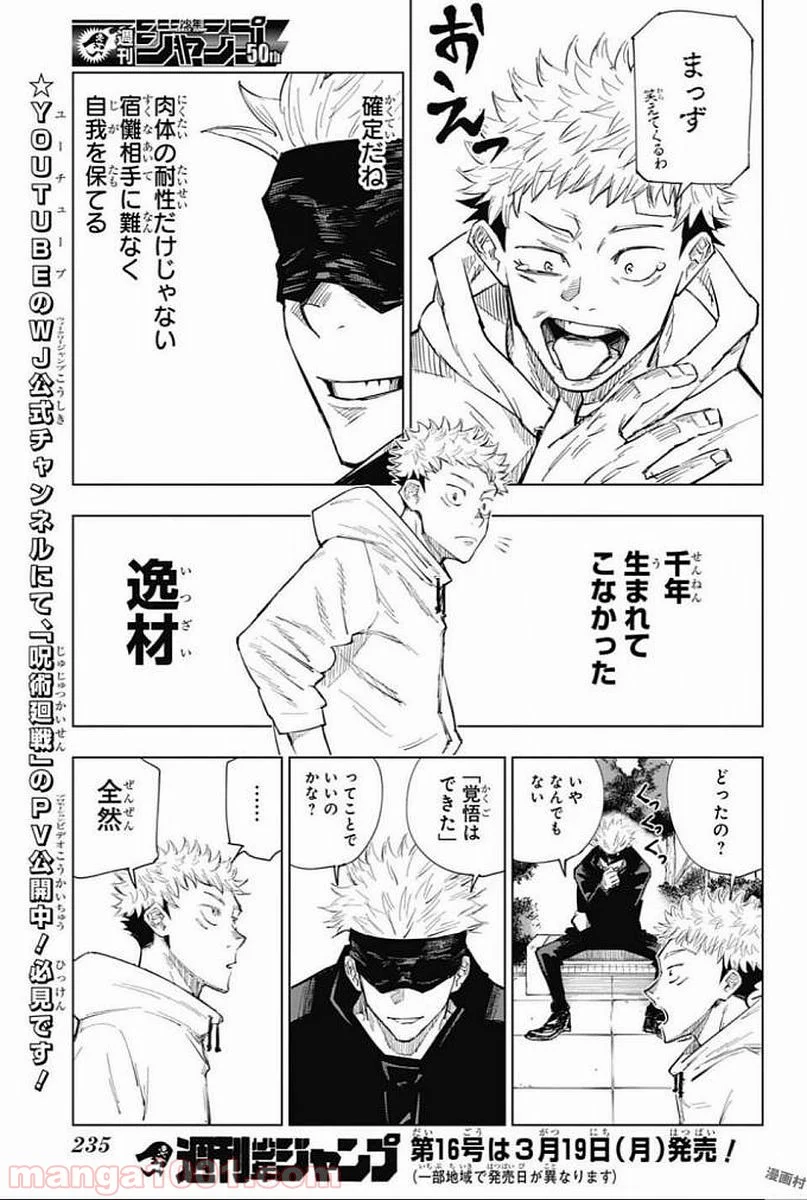 週刊少年ジャンプ50th
おえっ
まっず
笑えてくるわ
確定だね
肉体の耐性だけじゃない
宿儺相手に難なく
自我を保てる
千年
生まれて
こなかった
逸材
どったの?
くっくっくっ
いや
なんでも
ない
「覚悟は
できた」
ってことで
いいの
かな?
……
全然
★YOUTUBEのWJ公式チャンネルにて、「呪術廻戦」のPV公開中!必見です!
235
週刊少年ジャンプ 第16号は3月19日(月)発売!
(一部地域で発売日が異なります)
漫画村